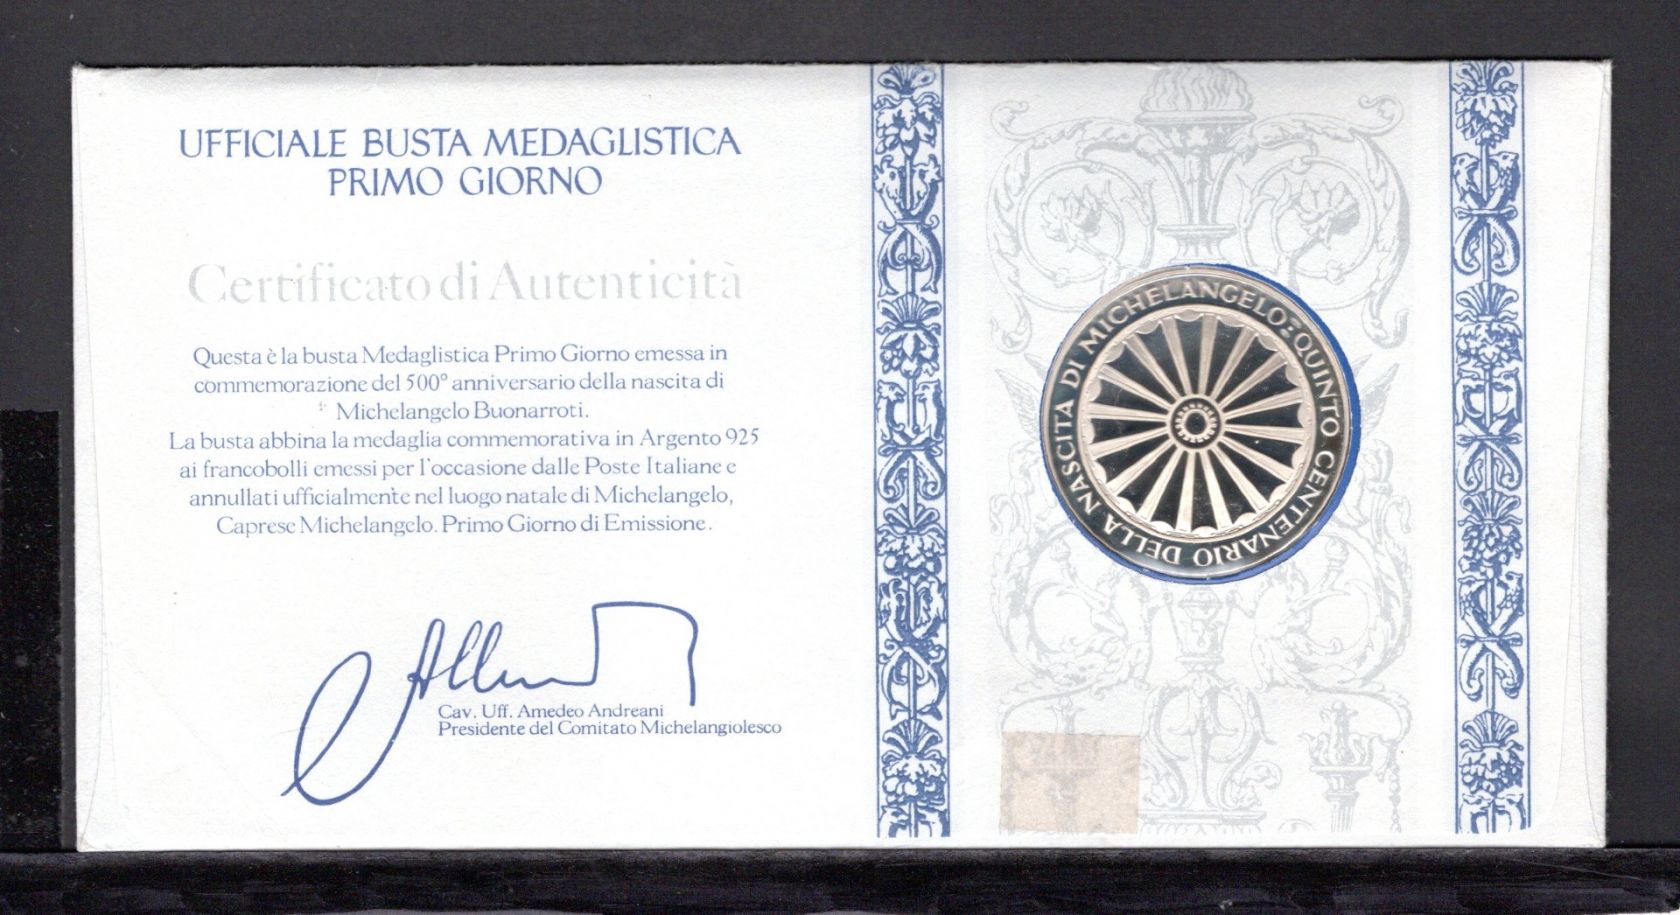 UFFICIALE BUSTA MEDAGLISTICA
PRIMO GIORNO
Certificato di Autenticità
Questa è la busta Medaglistica Primo Giorno emessa in
commemorazione del 500° anniversario della nascita di
Michelangelo Buonarroti.
La busta abbina la medaglia commemorativa in Argento 925
ai francobolli emessi per l'occasione dalle Poste Italiane e
annullati ufficialmente nel luogo natale di Michelangelo,
Caprese Michelangelo. Primo Giorno di Emissione.
Cav. Uff. Amedeo Andreani
Presidente del Comitato Michelangiolesco
QUINTO CENTENARIO DELLA NASCITA DI MICHELANGELO: